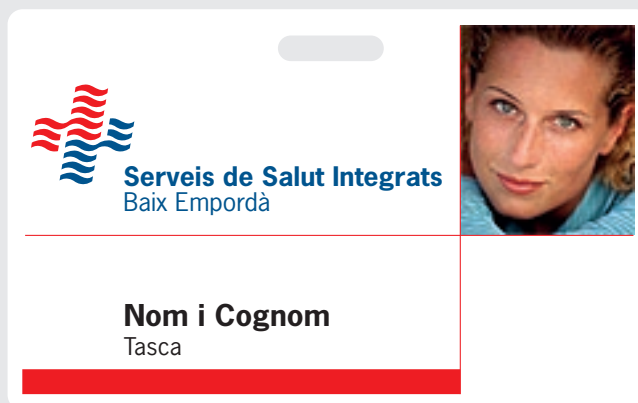 Serveis de Salut Integrats
Baix Empordà
Nom i Cognom
Tasca